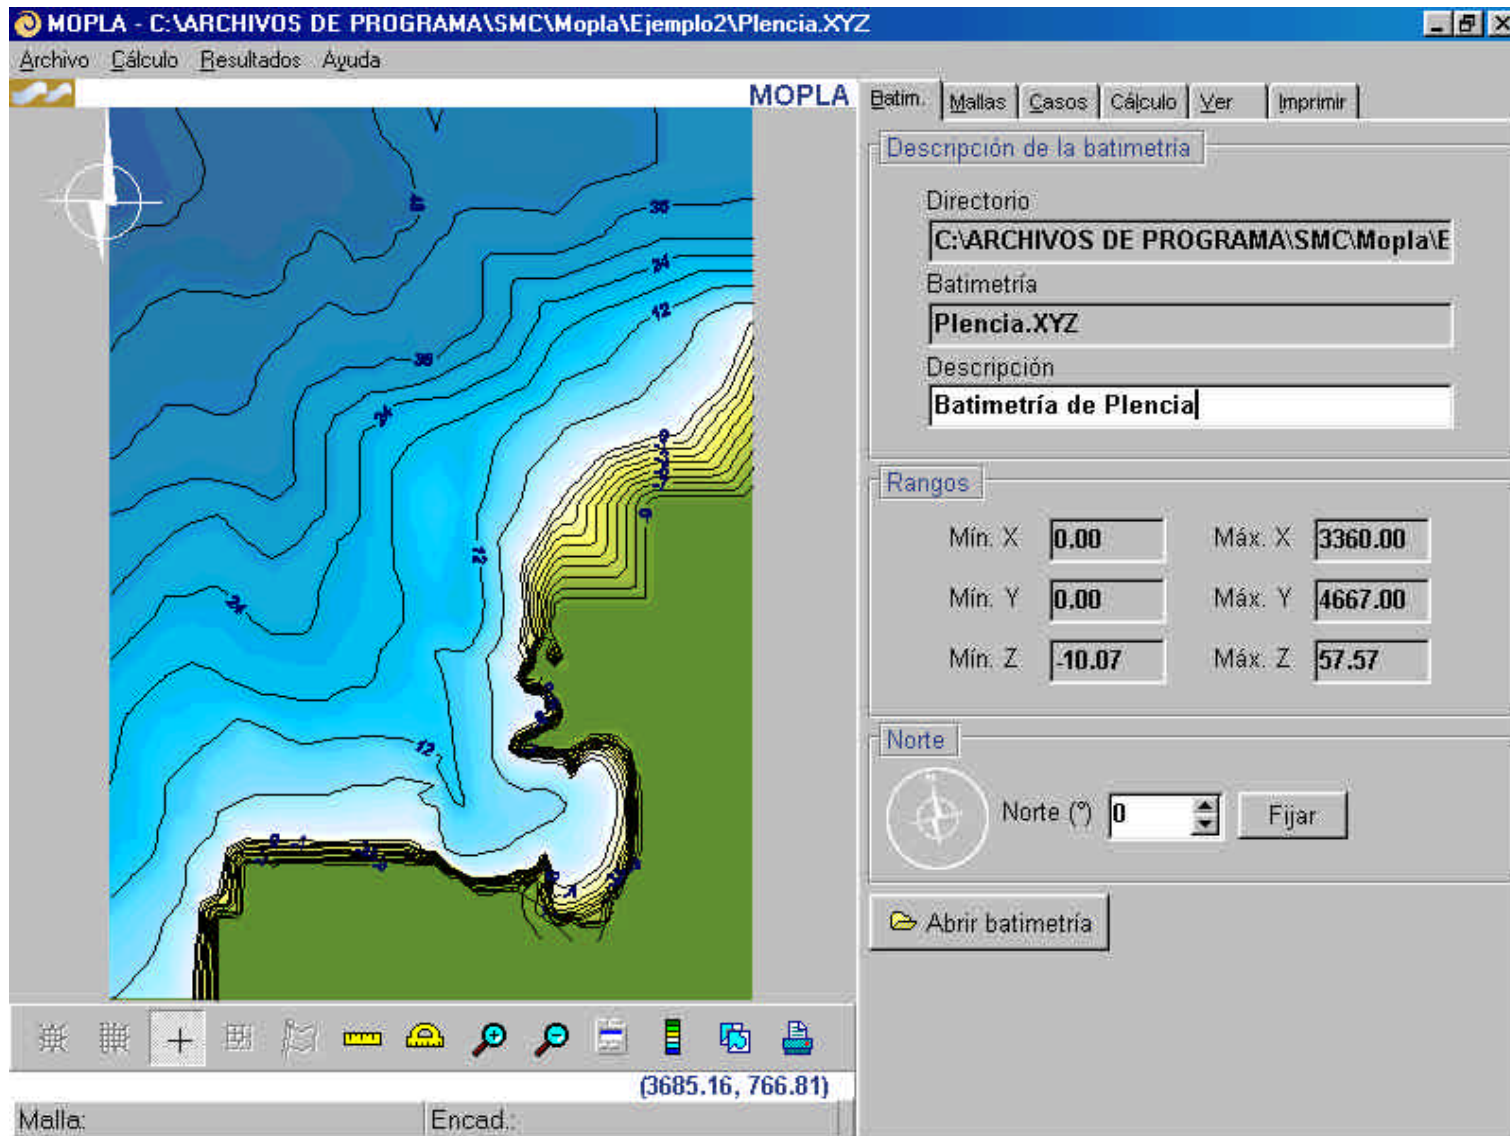 MOPLA - C:\ARCHIVOS DE PROGRAMA\SMC\Mopla\Ejemplo2\Plencia.XYZ
Archivo Cálculo Resultados Ayuda
MOPLA
Batim. Mallas Casos Cálculo Ver Imprimir
Descripción de la batimetría
Directorio
C:\ARCHIVOS DE PROGRAMA\SMC\Mopla\E
Batimetría
Plencia.XYZ
Descripción
Batimetría de Plencia
Rangos
Mín. X 0.00 Máx. X 3360.00
Mín. Y 0.00 Máx. Y 4667.00
Mín. Z -10.07 Máx. Z 57.57
Norte
Norte (º) 0 Fijar
Abrir batimetría
48
36
24
12
36
24
12
24
12
(3685.16, 766.81)
Malla: Encad.: